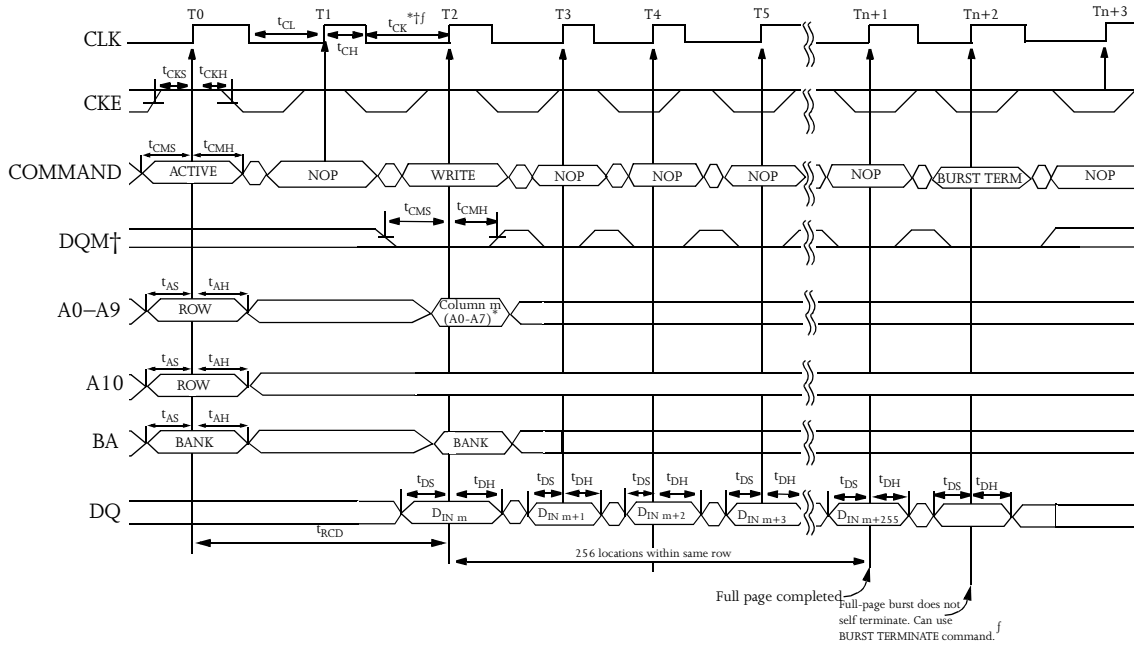 T0 T1 T2 T3 T4 T5 Tn+1 Tn+2 Tn+3
CLK tCL tCH tCK*†ƒ
CKE tCKS tCKH
tCMS tCMH
COMMAND ACTIVE NOP WRITE NOP NOP NOP NOP BURST TERM NOP
tCMS tCMH
DQM†
tAS tAH
A0–A9 ROW Column m
(A0-A7)*
tAS tAH
A10 ROW
tAS tAH
BA BANK BANK
tDS tDH tDS tDH tDS tDH tDS tDH tDS tDH tDS tDH
DQ DIN m DIN m+1 DIN m+2 DIN m+3 DIN m+255
tRCD
256 locations within same row
Full page completed
Full-page burst does not
self terminate. Can use
BURST TERMINATE command.ƒ